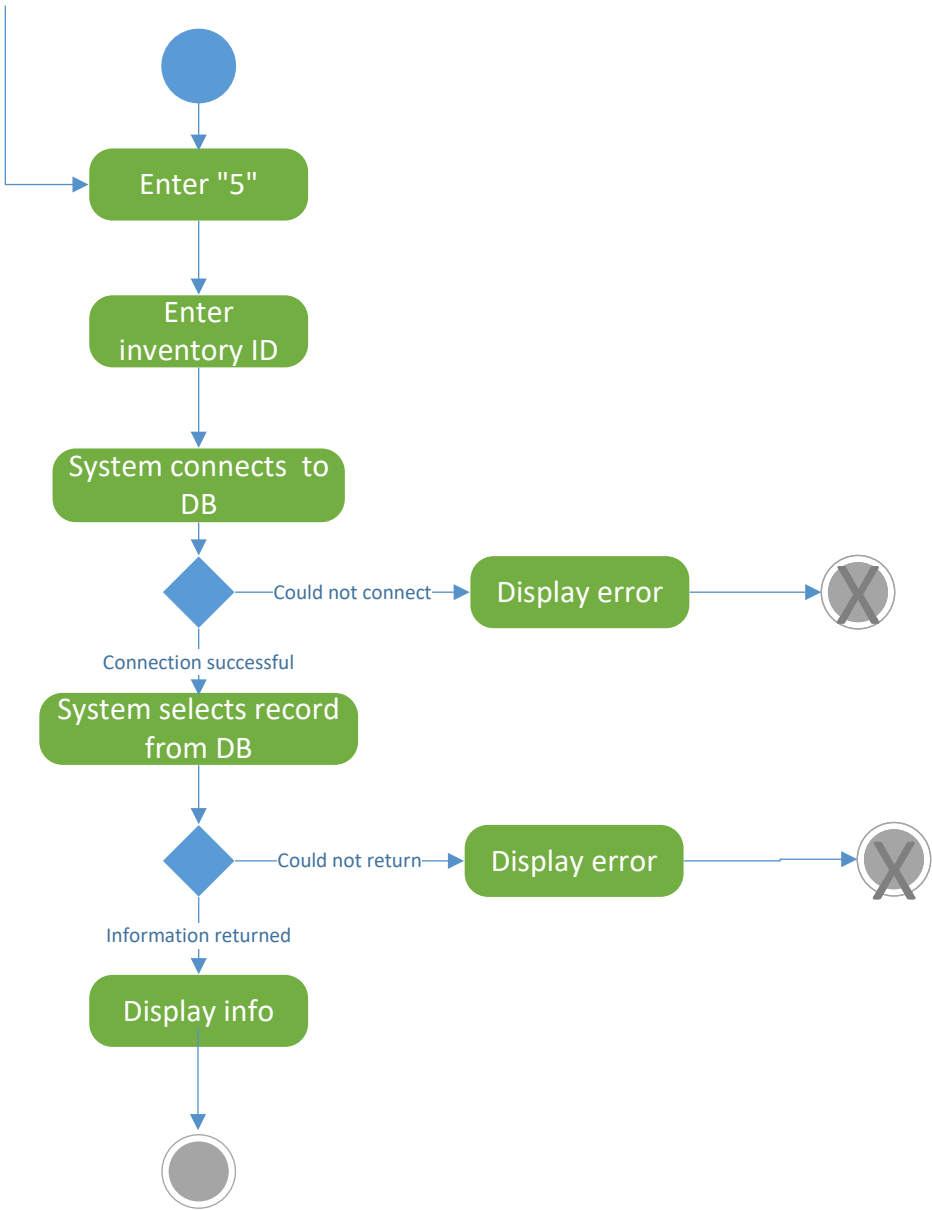 Enter "5"
Enter
inventory ID
System connects  to
DB
Could not connect
Display error
X
Connection successful
System selects record
from DB
Could not return
Display error
X
Information returned
Display info